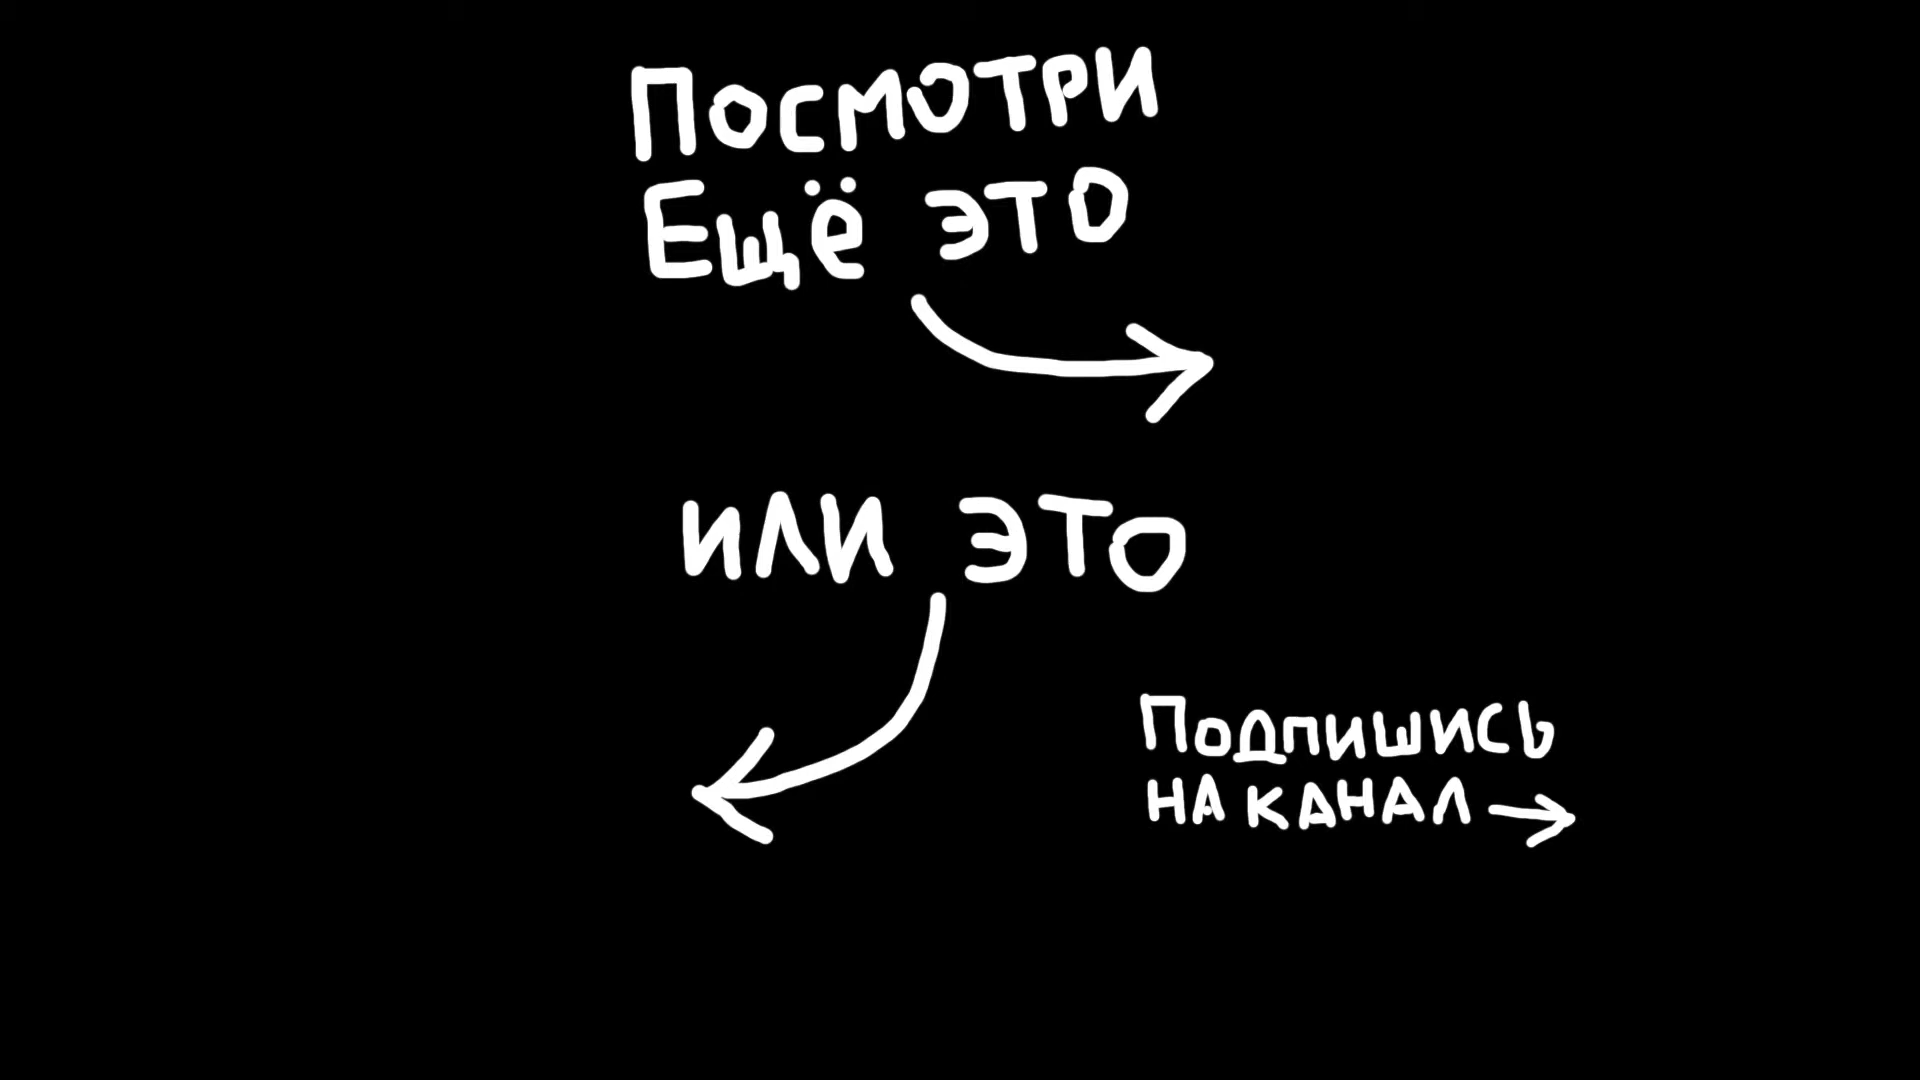 Посмотри
Ещё это
или это
Подпишись
на канал